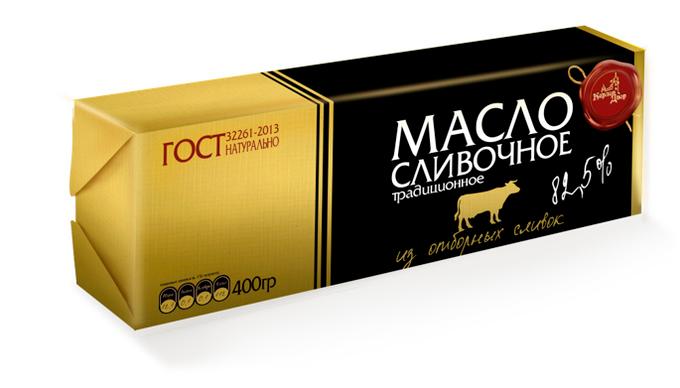 ГОСТ 32261-2013
НАТУРАЛЬНО
МАСЛО
СЛИВОЧНОЕ
традиционное
82,5%
из отборных сливок
400гр